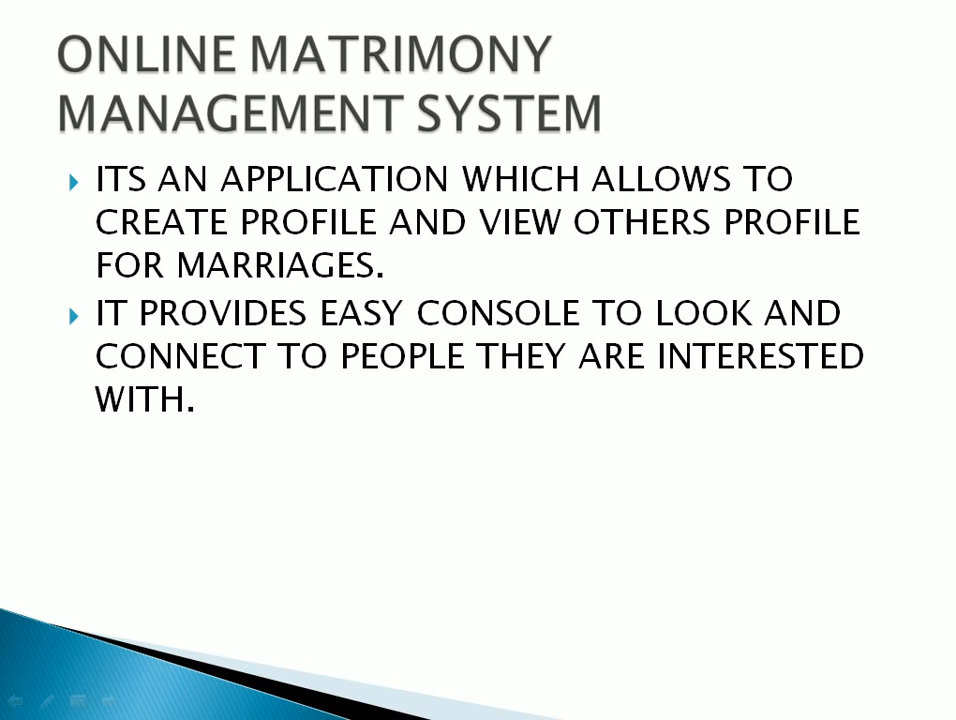 ONLINE MATRIMONY
MANAGEMENT SYSTEM
ITS AN APPLICATION WHICH ALLOWS TO
CREATE PROFILE AND VIEW OTHERS PROFILE
FOR MARRIAGES.
IT PROVIDES EASY CONSOLE TO LOOK AND
CONNECT TO PEOPLE THEY ARE INTERESTED
WITH.